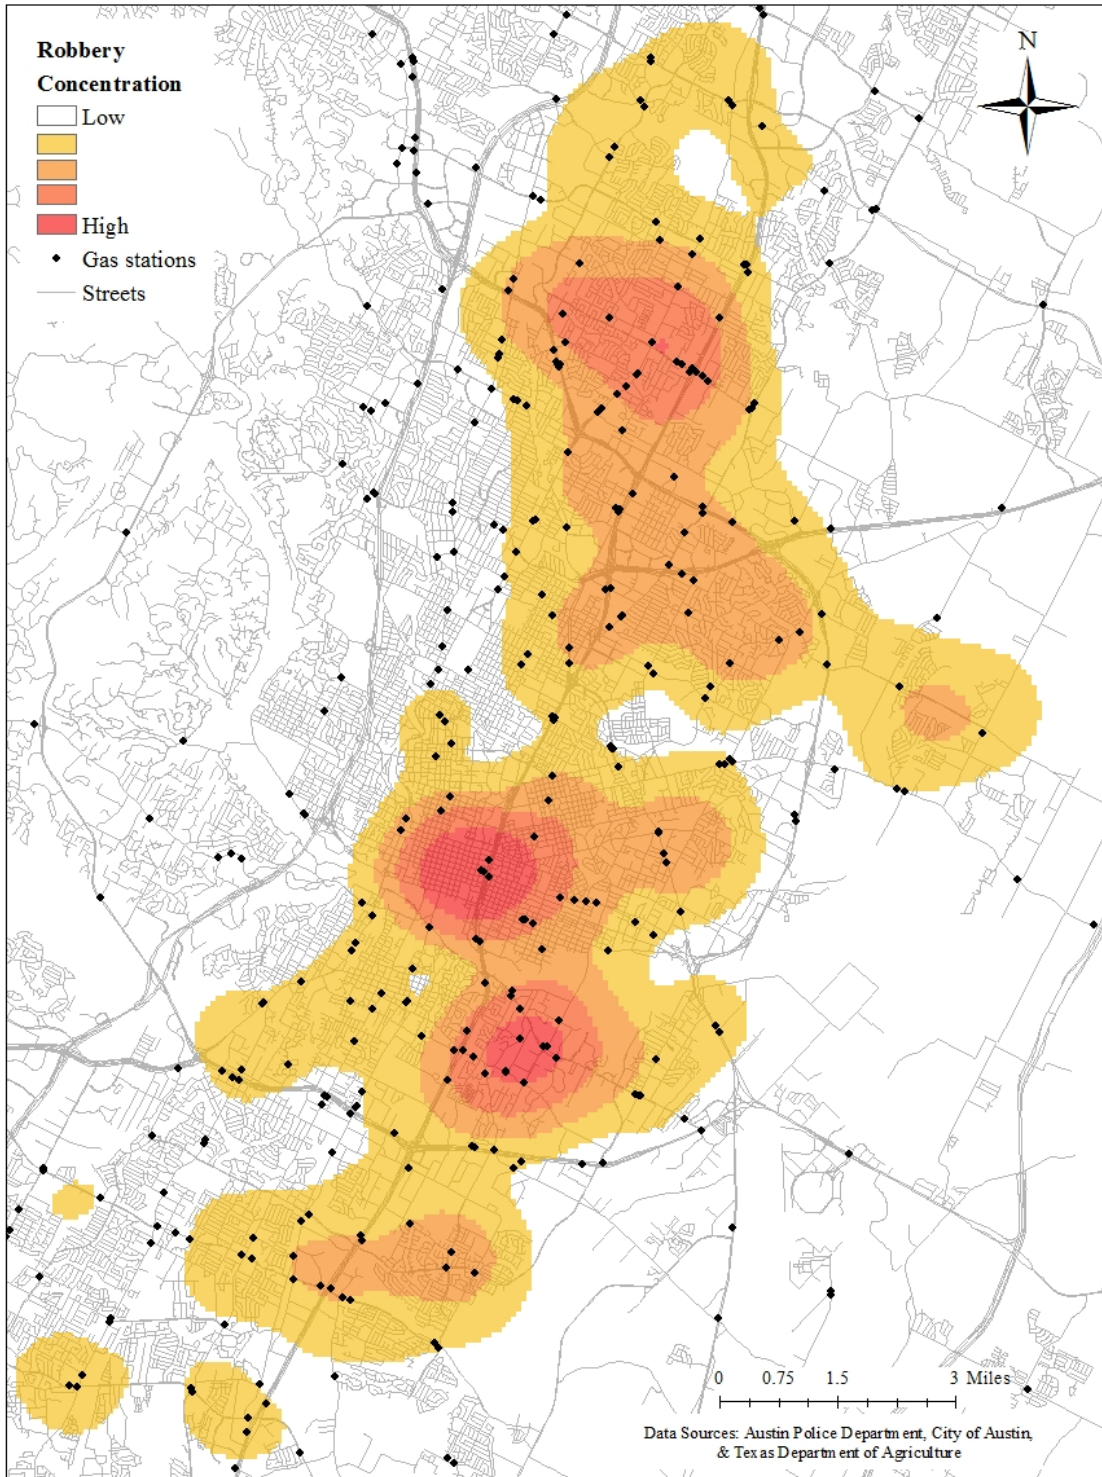 Robbery
Concentration
Low
High
Gas stations
Streets
N
0 0.75 1.5 3 Miles
Data Sources: Austin Police Department, City of Austin,
& Texas Department of Agriculture